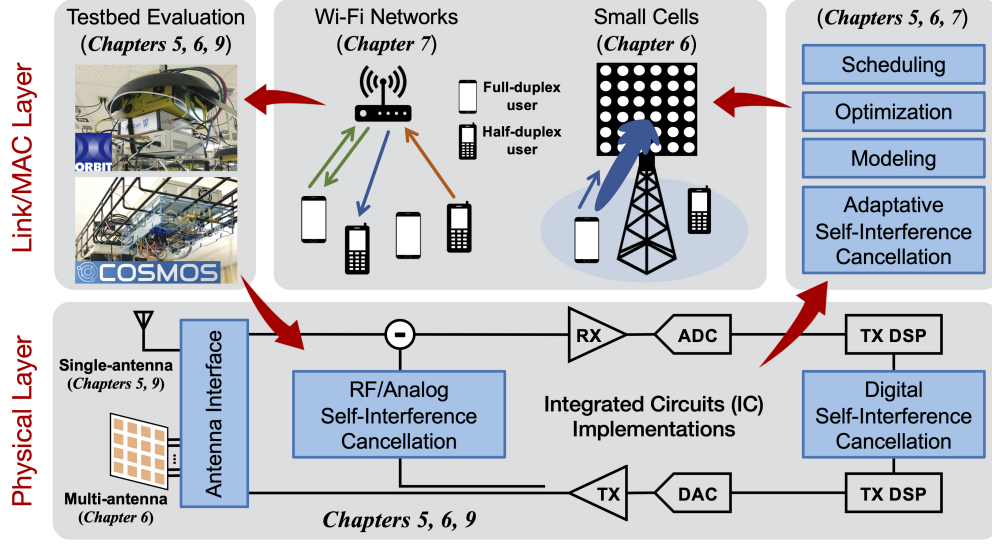 Link/MAC Layer
Testbed Evaluation
(Chapters 5, 6, 9)
ORBIT
COSMOS
Wi-Fi Networks
(Chapter 7)
Full-duplex
user
Half-duplex
user
Small Cells
(Chapter 6)
(Chapters 5, 6, 7)
Scheduling
Optimization
Modeling
Adaptative
Self-Interference
Cancellation
Physical Layer
Single-antenna
(Chapters 5, 9)
Multi-antenna
(Chapter 6)
...
Antenna Interface
-
RF/Analog
Self-Interference
Cancellation
Chapters 5, 6, 9
RX
ADC
TX DSP
Integrated Circuits (IC)
Implementations
Digital
Self-Interference
Cancellation
TX
DAC
TX DSP